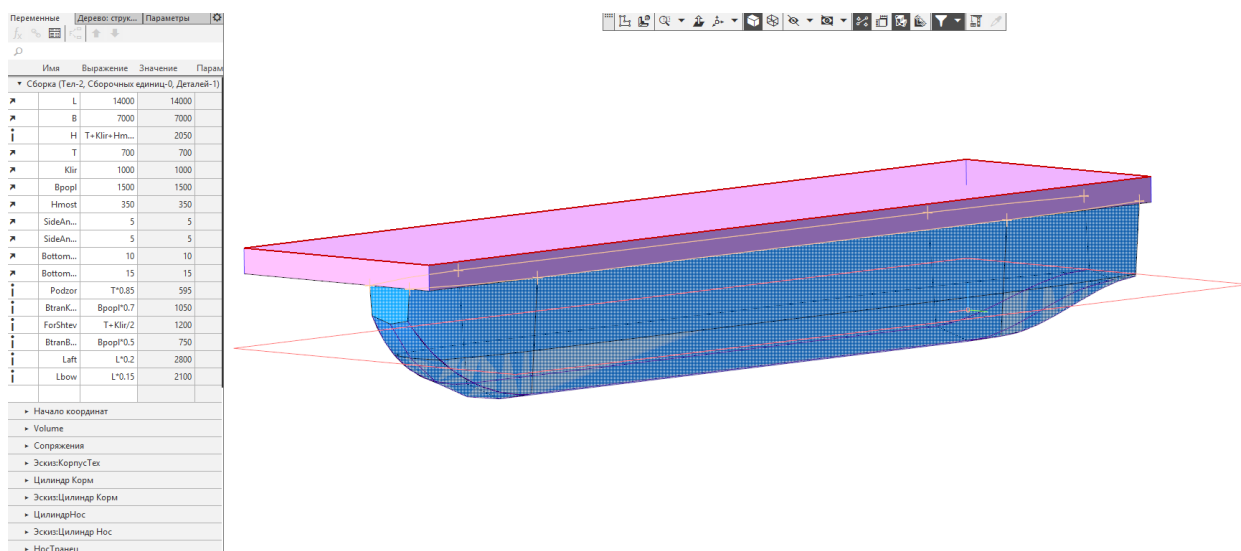 Переменные Дерево: струк... Параметры
Имя Выражение Значение Парам
Сборка (Тел-2, Сборочных единиц-0, Деталей-1)
L 14000 14000
B 7000 7000
H T+Klir+Hm... 2050
T 700 700
Klir 1000 1000
Bpopl 1500 1500
Hmost 350 350
SideAn... 5 5
SideAn... 5 5
Bottom... 10 10
Bottom... 15 15
Podzor T*0.85 595
BtranK... Bpopl*0.7 1050
ForShtev T+Klir/2 1200
BtranB... Bpopl*0.5 750
Laft L*0.2 2800
Lbow L*0.15 2100
Начало координат
Volume
Сопряжения
Эскиз:КорпусТех
Цилиндр Корм
Эскиз:Цилиндр Корм
ЦилиндрНос
Эскиз:Цилиндр Нос
НосТранец